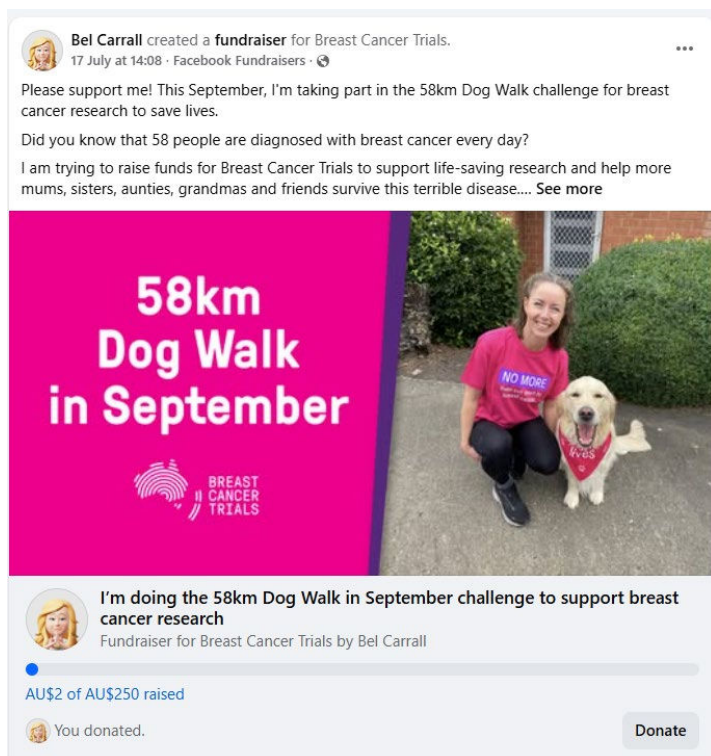 Bel Carrall created a fundraiser for Breast Cancer Trials.
17 July at 14:08 · Facebook Fundraisers ·
Please support me! This September, I'm taking part in the 58km Dog Walk challenge for breast
cancer research to save lives.
Did you know that 58 people are diagnosed with breast cancer every day?
I am trying to raise funds for Breast Cancer Trials to support life-saving research and help more
mums, sisters, aunties, grandmas and friends survive this terrible disease.... See more
58km
Dog Walk
in September
BREAST
CANCER
TRIALS
NO MORE
lives
I'm doing the 58km Dog Walk in September challenge to support breast
cancer research
Fundraiser for Breast Cancer Trials by Bel Carrall
AU$2 of AU$250 raised
You donated.
Donate